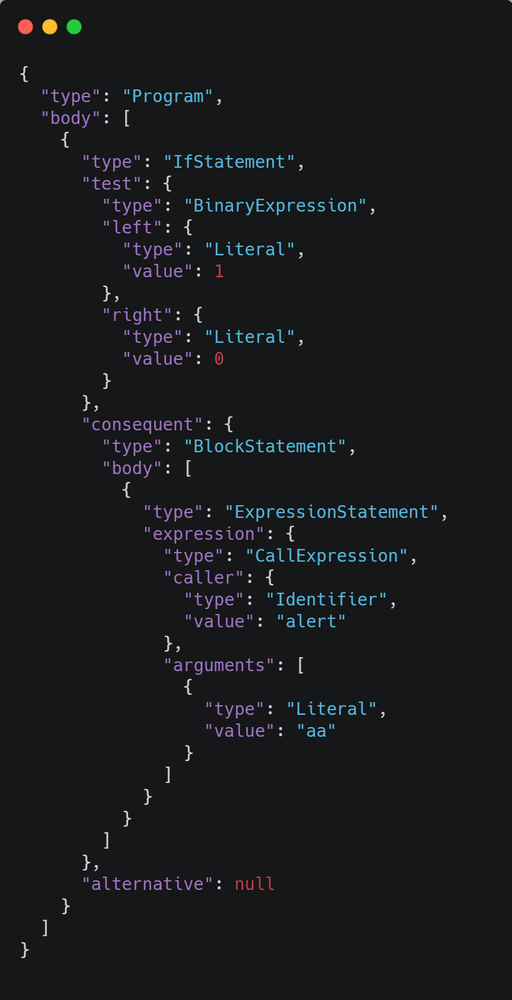 {
  "type": "Program",
  "body": [
    {
      "type": "IfStatement",
      "test": {
        "type": "BinaryExpression",
        "left": {
          "type": "Literal",
          "value": 1
        },
        "right": {
          "type": "Literal",
          "value": 0
        }
      },
      "consequent": {
        "type": "BlockStatement",
        "body": [
          {
            "type": "ExpressionStatement",
            "expression": {
              "type": "CallExpression",
              "caller": {
                "type": "Identifier",
                "value": "alert"
              },
              "arguments": [
                {
                  "type": "Literal",
                  "value": "aa"
                }
              ]
            }
          }
        ]
      },
      "alternative": null
    }
  ]
}